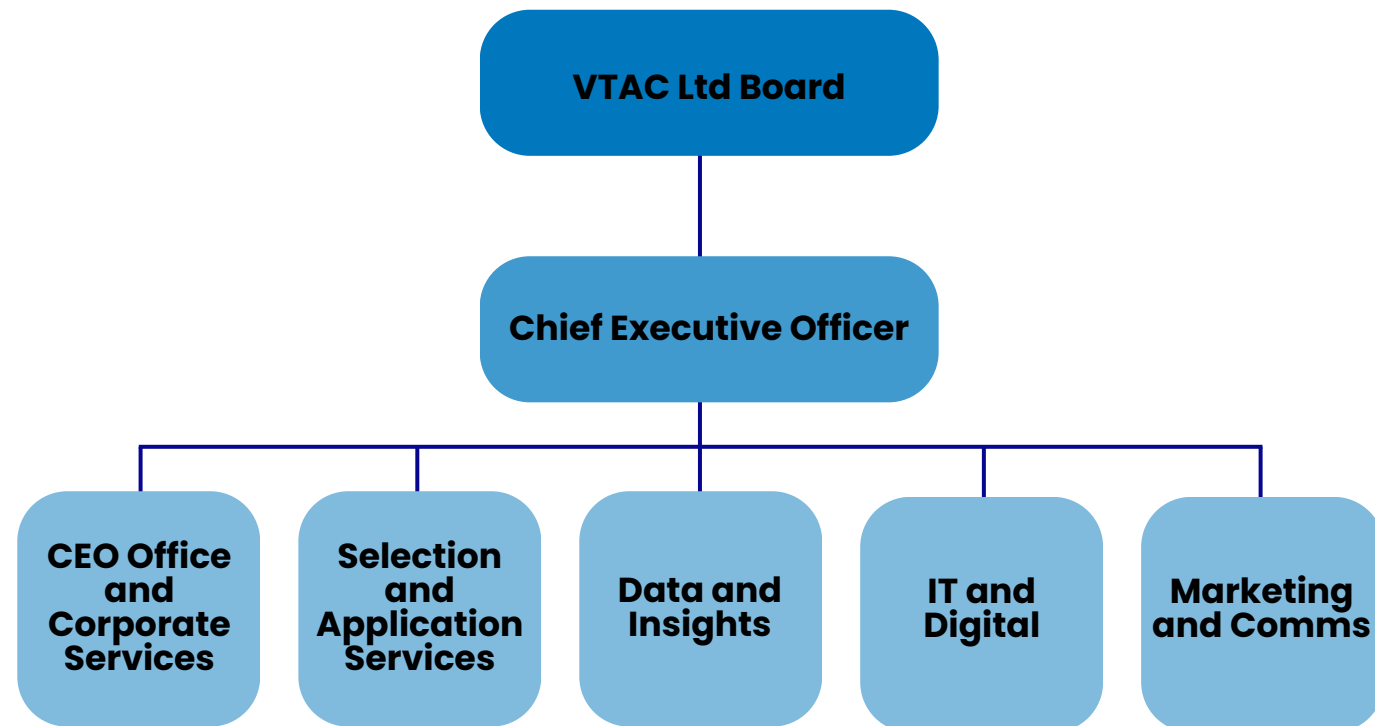 VTAC Ltd Board
Chief Executive Officer
CEO Office
and
Corporate
Services
Selection
and
Application
Services
Data and
Insights
IT and
Digital
Marketing
and Comms